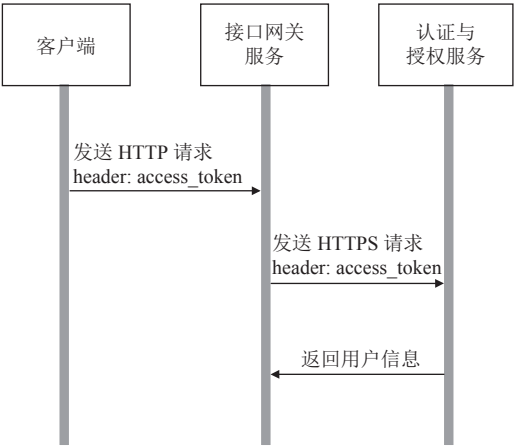 客户端
接口网关
服务
认证与
授权服务
发送 HTTP 请求
header: access_token
发送 HTTPS 请求
header: access_token
返回用户信息